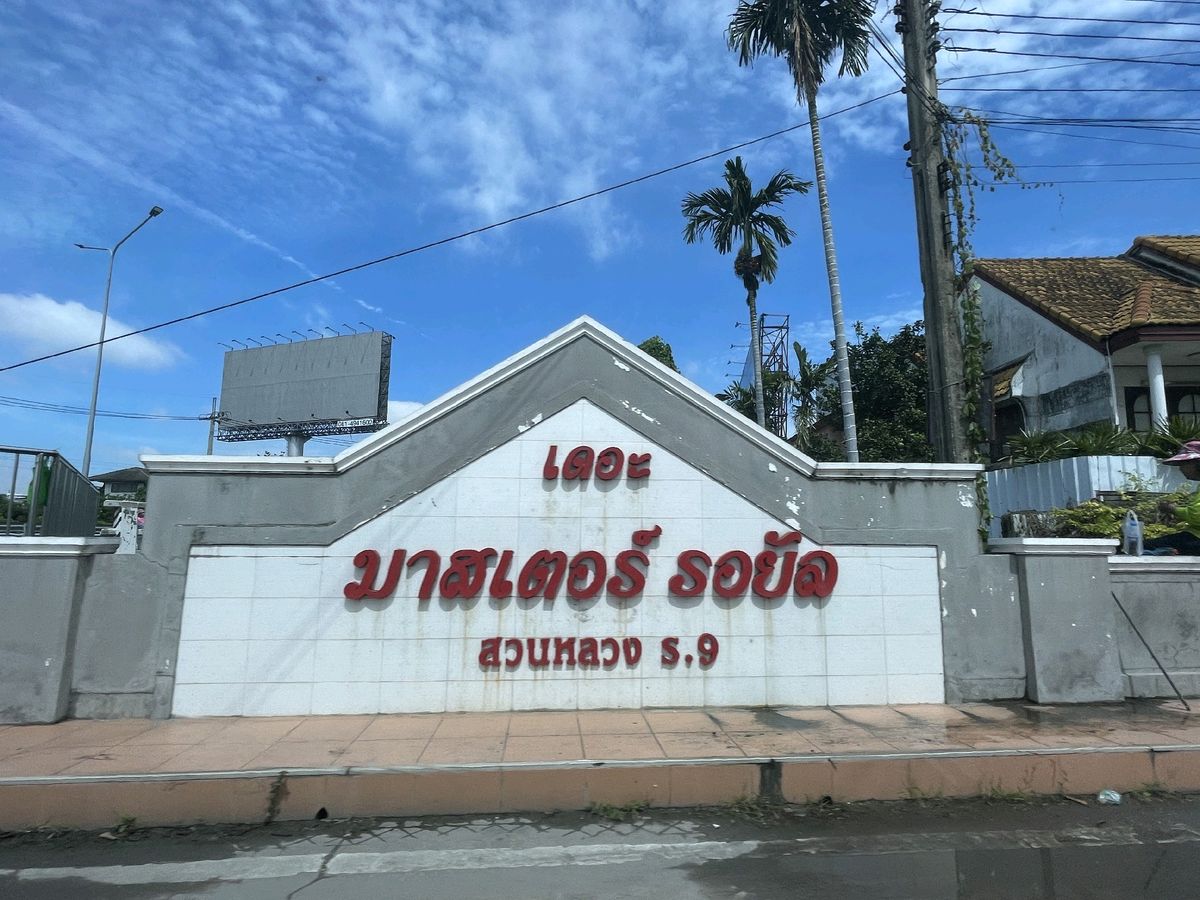 เดอะ
มาสเตอร์ รอยัล
สวนหลวง ร.9